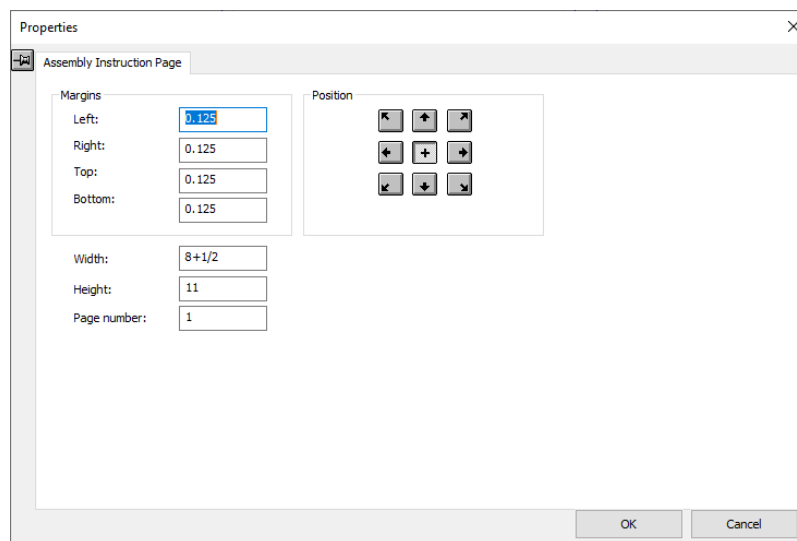 Properties
Assembly Instruction Page
Margins
Left: 0.125
Right: 0.125
Top: 0.125
Bottom: 0.125
Position
Width: 8+1/2
Height: 11
Page number: 1
OK Cancel